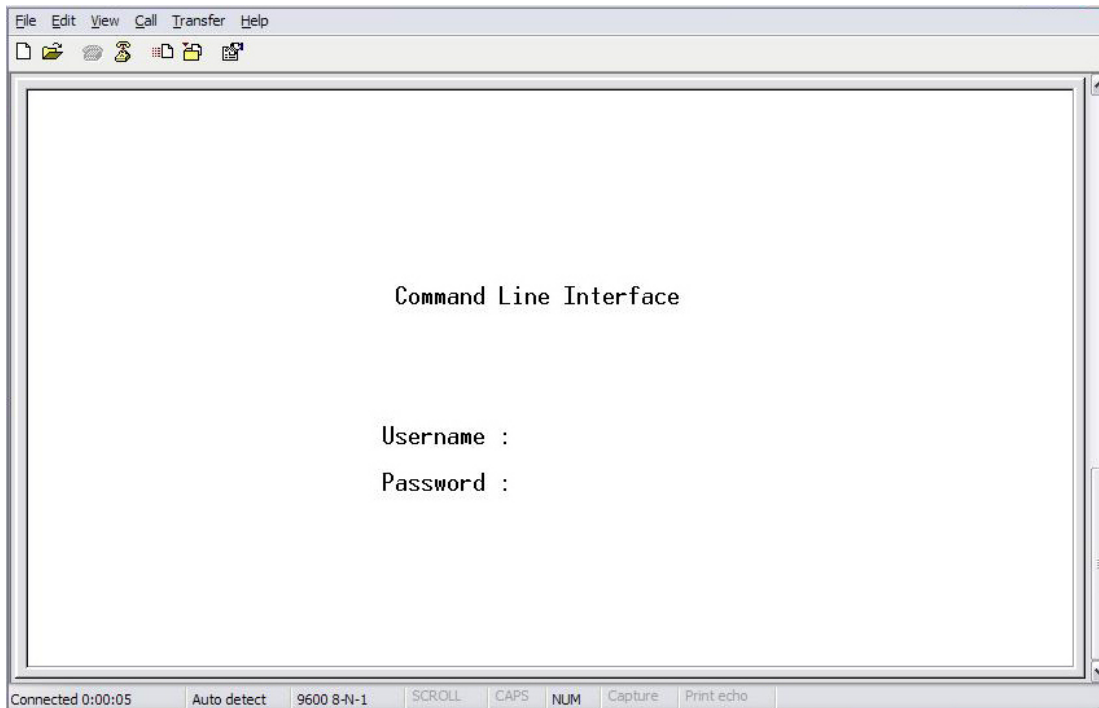 File Edit View Call Transfer Help
Command Line Interface
Username :
Password :
Connected 0:00:05 Auto detect 9600 8-N-1 SCROLL CAPS NUM Capture Print echo